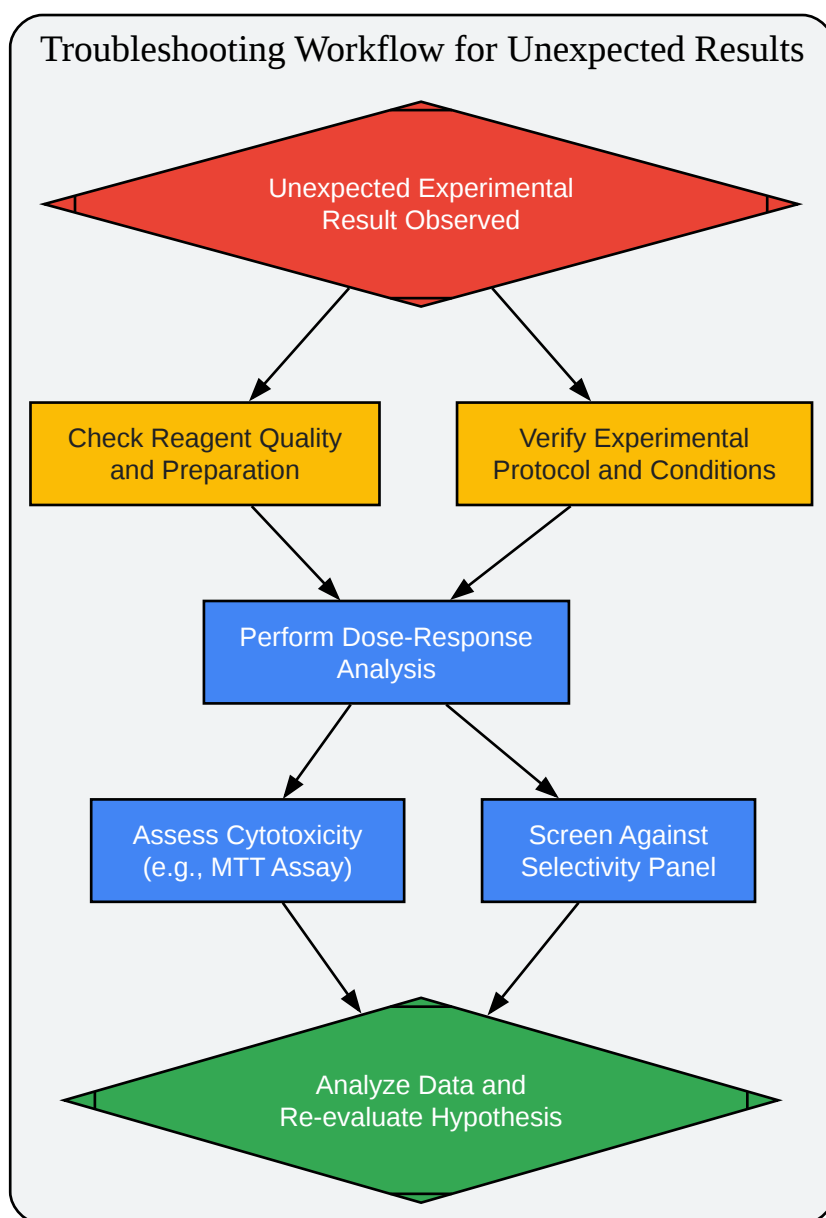 Troubleshooting Workflow for Unexpected Results
Unexpected Experimental
Result Observed
Check Reagent Quality
and Preparation
Verify Experimental
Protocol and Conditions
Perform Dose-Response
Analysis
Assess Cytotoxicity
(e.g., MTT Assay)
Screen Against
Selectivity Panel
Analyze Data and
Re-evaluate Hypothesis